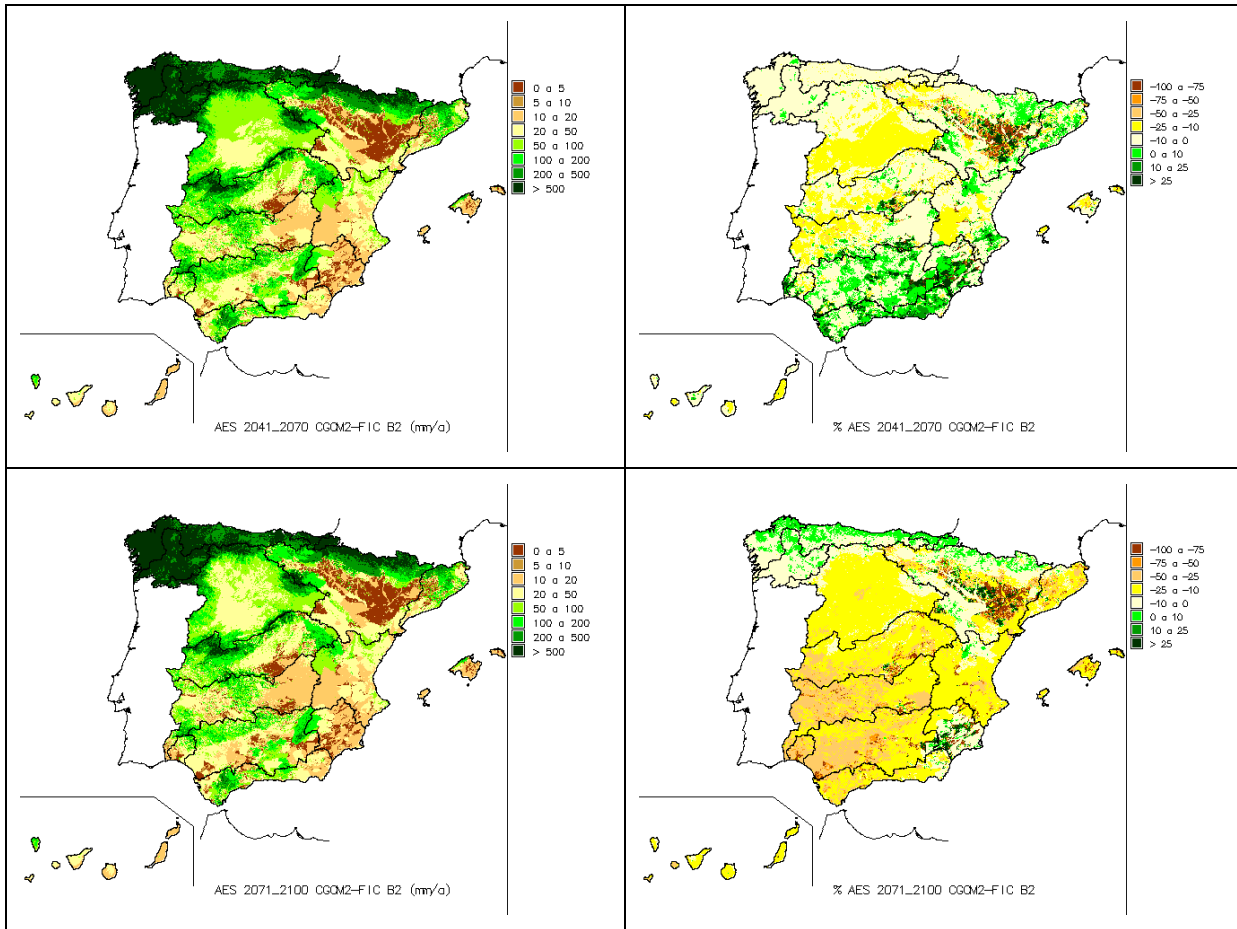 0 a 5
5 a 10
10 a 20
20 a 50
50 a 100
100 a 200
200 a 500
> 500
AES 2041_2070 CGCM2-FIC B2 (mm/a)
-100 a -75
-75 a -50
-50 a -25
-25 a -10
-10 a 0
0 a 10
10 a 25
> 25
% AES 2041_2070 CGCM2-FIC B2
0 a 5
5 a 10
10 a 20
20 a 50
50 a 100
100 a 200
200 a 500
> 500
AES 2071_2100 CGCM2-FIC B2 (mm/a)
-100 a -75
-75 a -50
-50 a -25
-25 a -10
-10 a 0
0 a 10
10 a 25
> 25
% AES 2071_2100 CGCM2-FIC B2